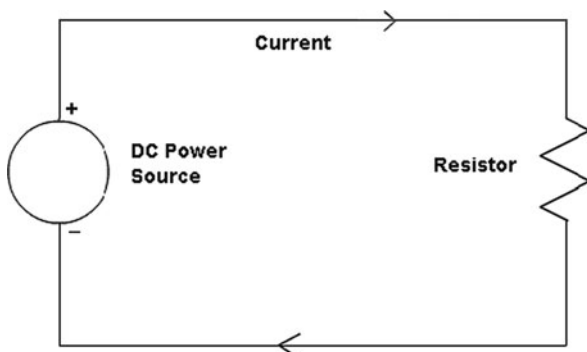 Current
+
DC Power
Source
Resistor
–